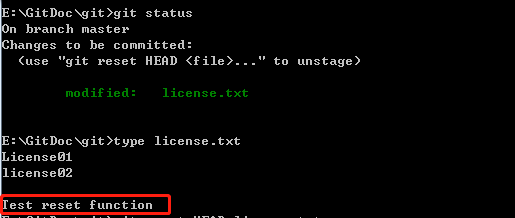 E:\GitDoc\git>git status
On branch master
Changes to be committed:
(use "git reset HEAD <file>..." to unstage)
modified: license.txt
E:\GitDoc\git>type license.txt
License01
license02
Test reset function